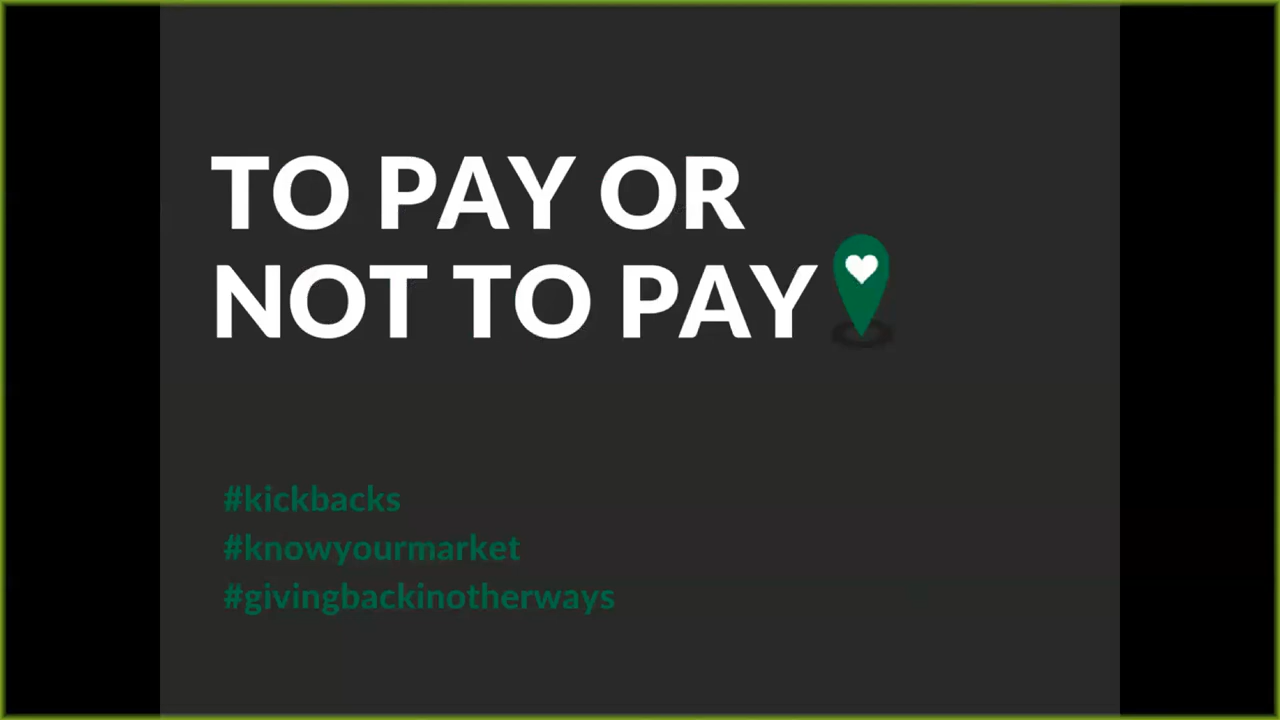 TO PAY OR
NOT TO PAY
#kickbacks
#knowyourmarket
#givingbackinotherways